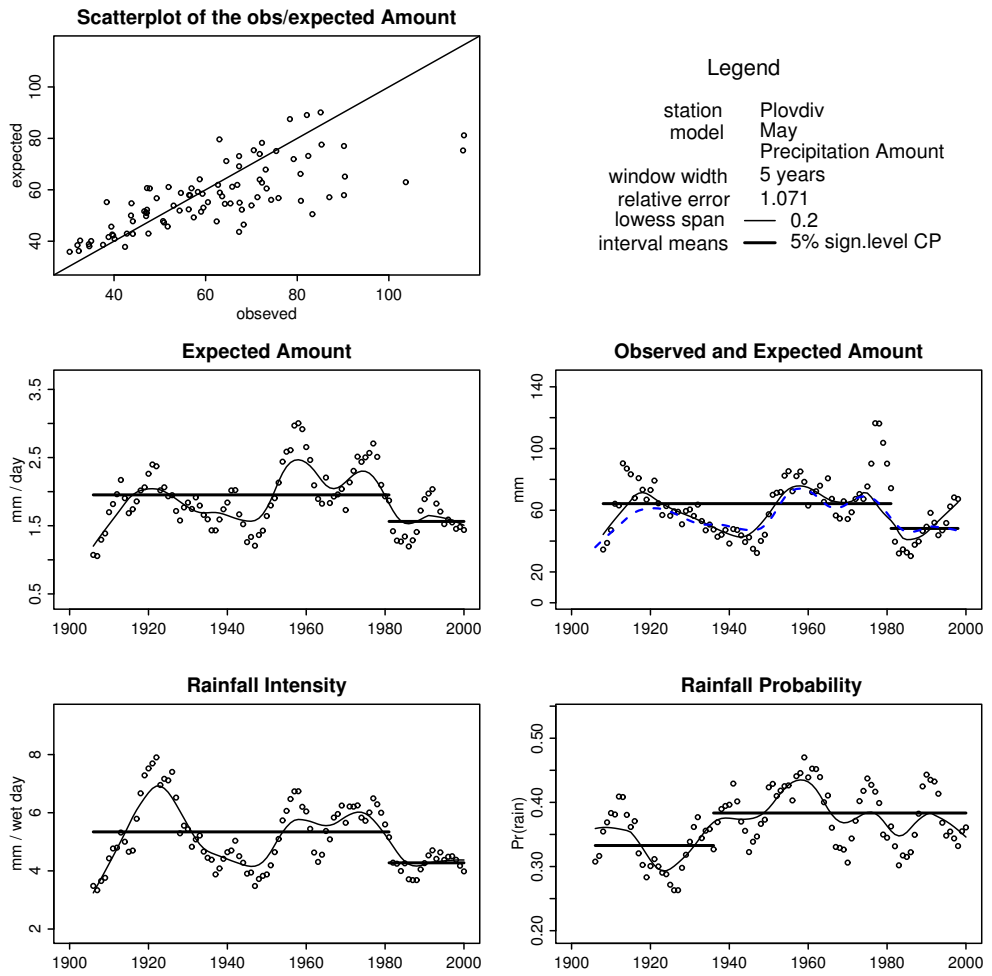 Scatterplot of the obs/expected Amount
expected
40 60 80 100
40 60 80 100
obseved
Legend
station Plovdiv
model May
Precipitation Amount
window width 5 years
relative error 1.071
lowess span 0.2
interval means 5% sign.level CP
Expected Amount
mm / day
0.5 1.5 2.5 3.5
1900 1920 1940 1960 1980 2000
Observed and Expected Amount
mm
0 20 60 100 140
1900 1920 1940 1960 1980 2000
Rainfall Intensity
mm / wet day
2 4 6 8
1900 1920 1940 1960 1980 2000
Rainfall Probability
Pr(rain)
0.20 0.30 0.40 0.50
1900 1920 1940 1960 1980 2000